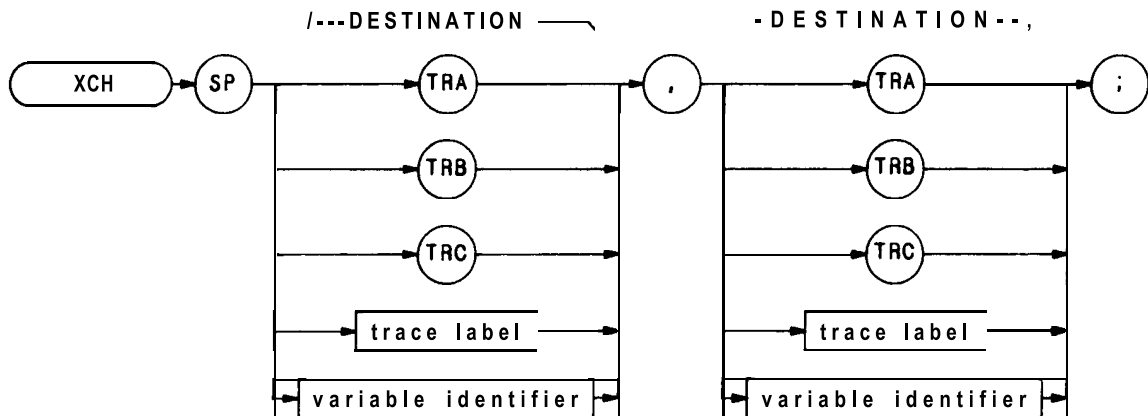 /---DESTINATION -DESTINATION--,
XCH SP TRA , TRA ;
TRB TRB
TRC TRC
trace label trace label
variable identifier variable identifier